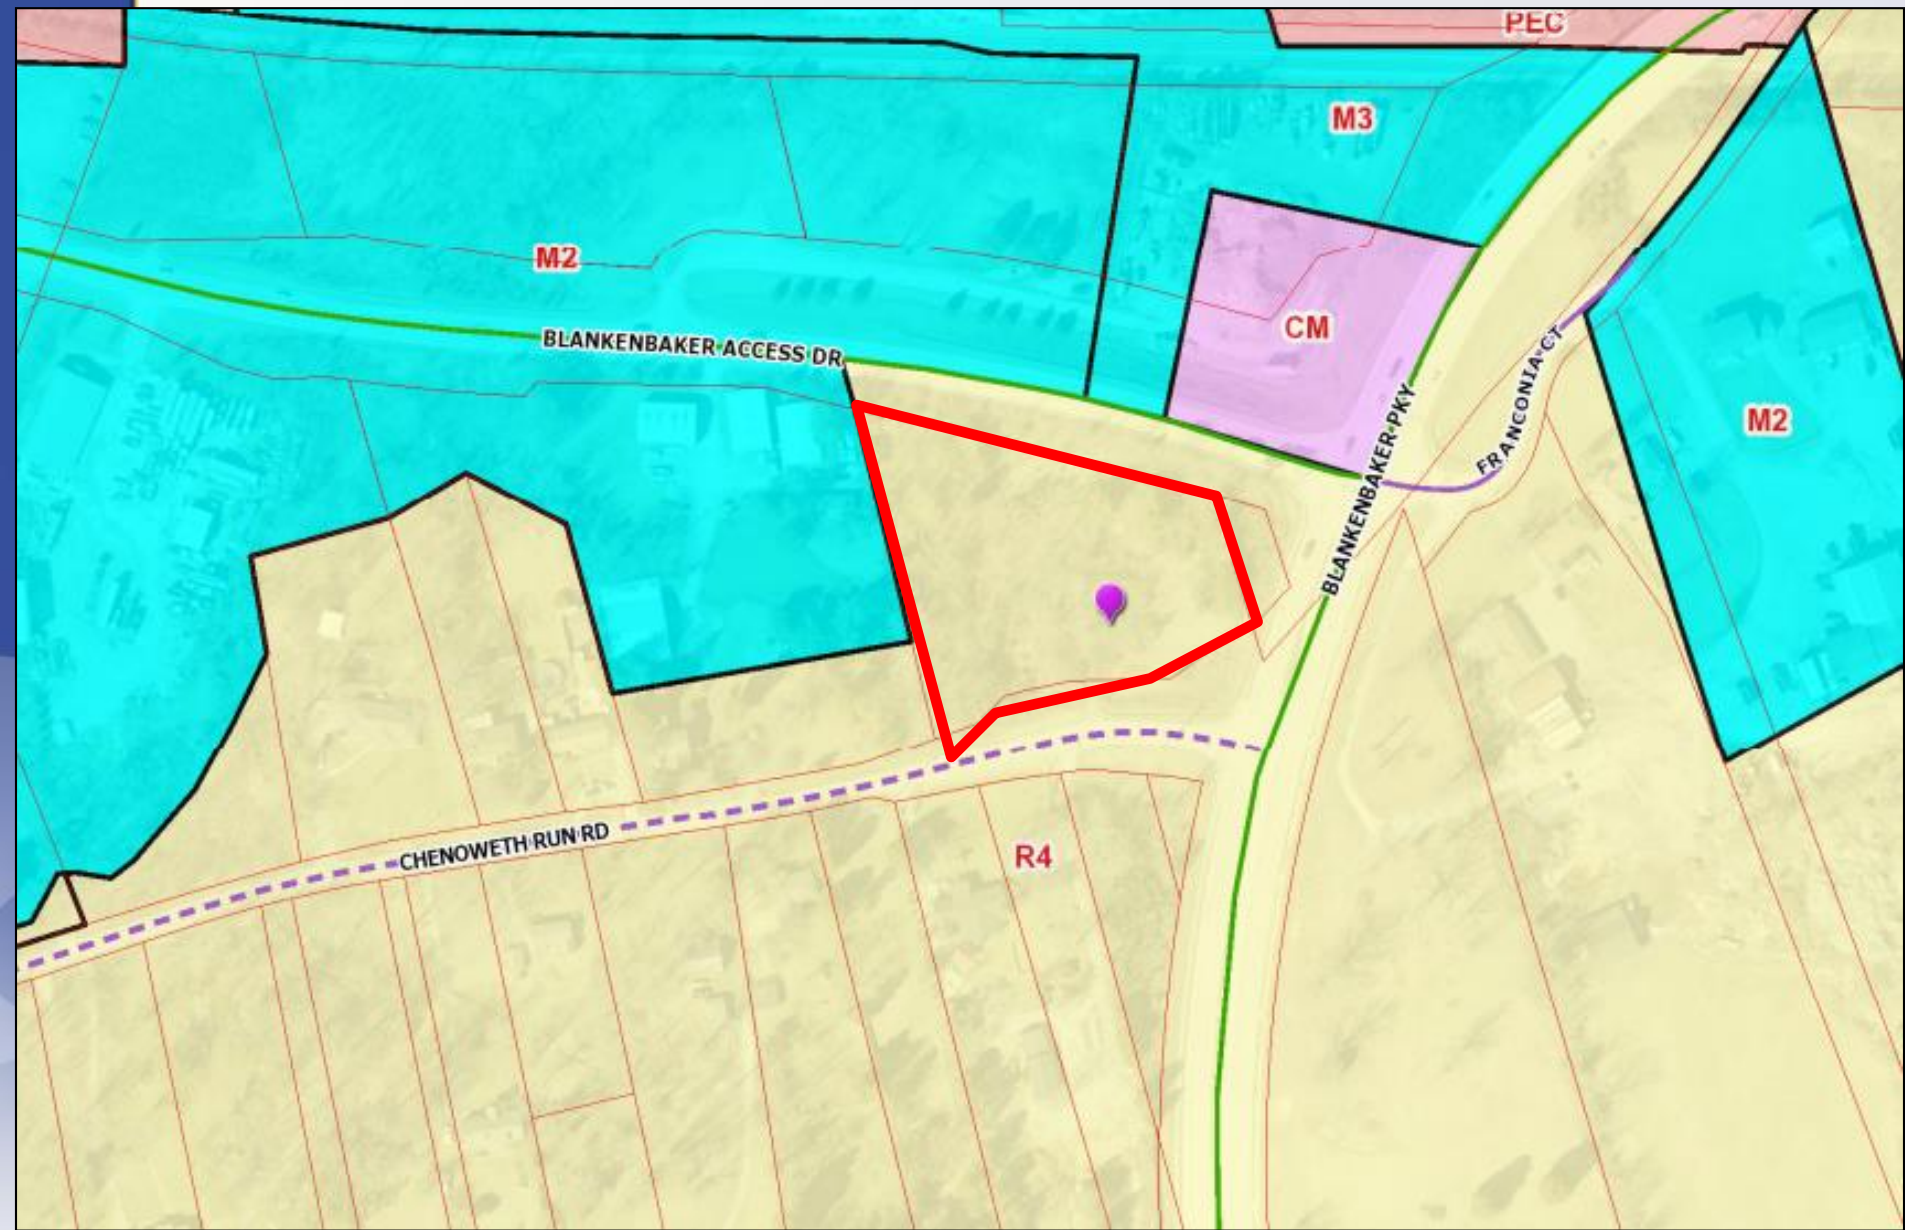 PEC
M3
M2
CM
BLANKENBAKER ACCESS DR
FRANCONIA CT
BLANKENBAKER PKY
M2
CHENOWETH RUN RD
R4